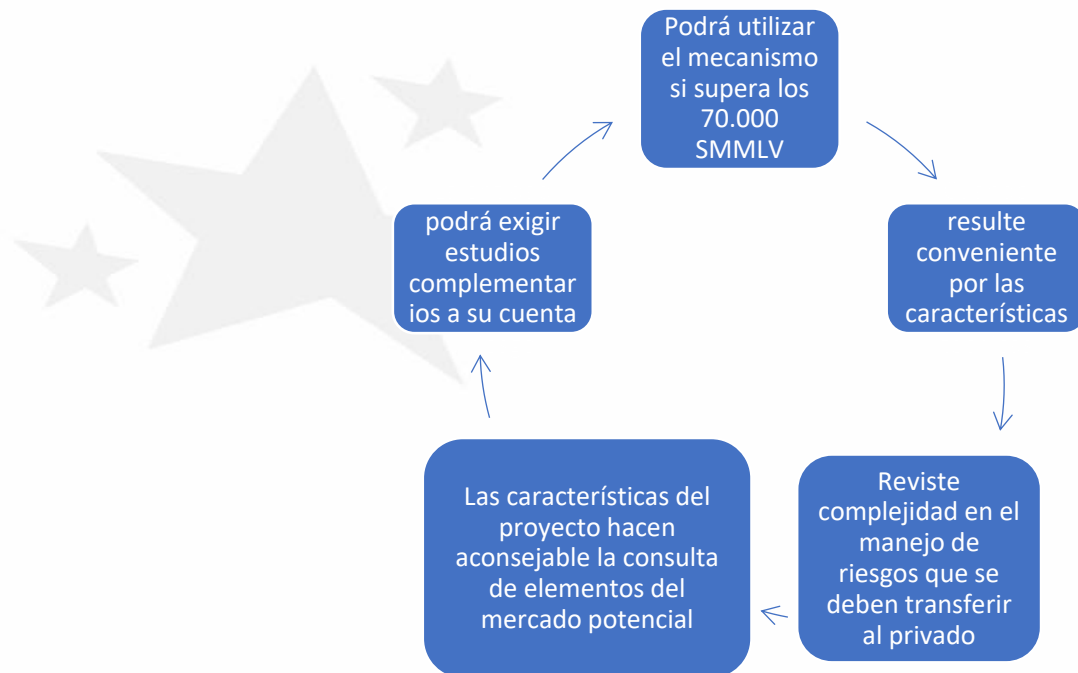 Podrá utilizar
el mecanismo
si supera los
70.000
SMMLV
resulte
conveniente
por las
características
Reviste
complejidad en el
manejo de
riesgos que se
deben transferir
al privado
Las características del
proyecto hacen
aconsejable la consulta
de elementos del
mercado potencial
podrá exigir
estudios
complementar
ios a su cuenta